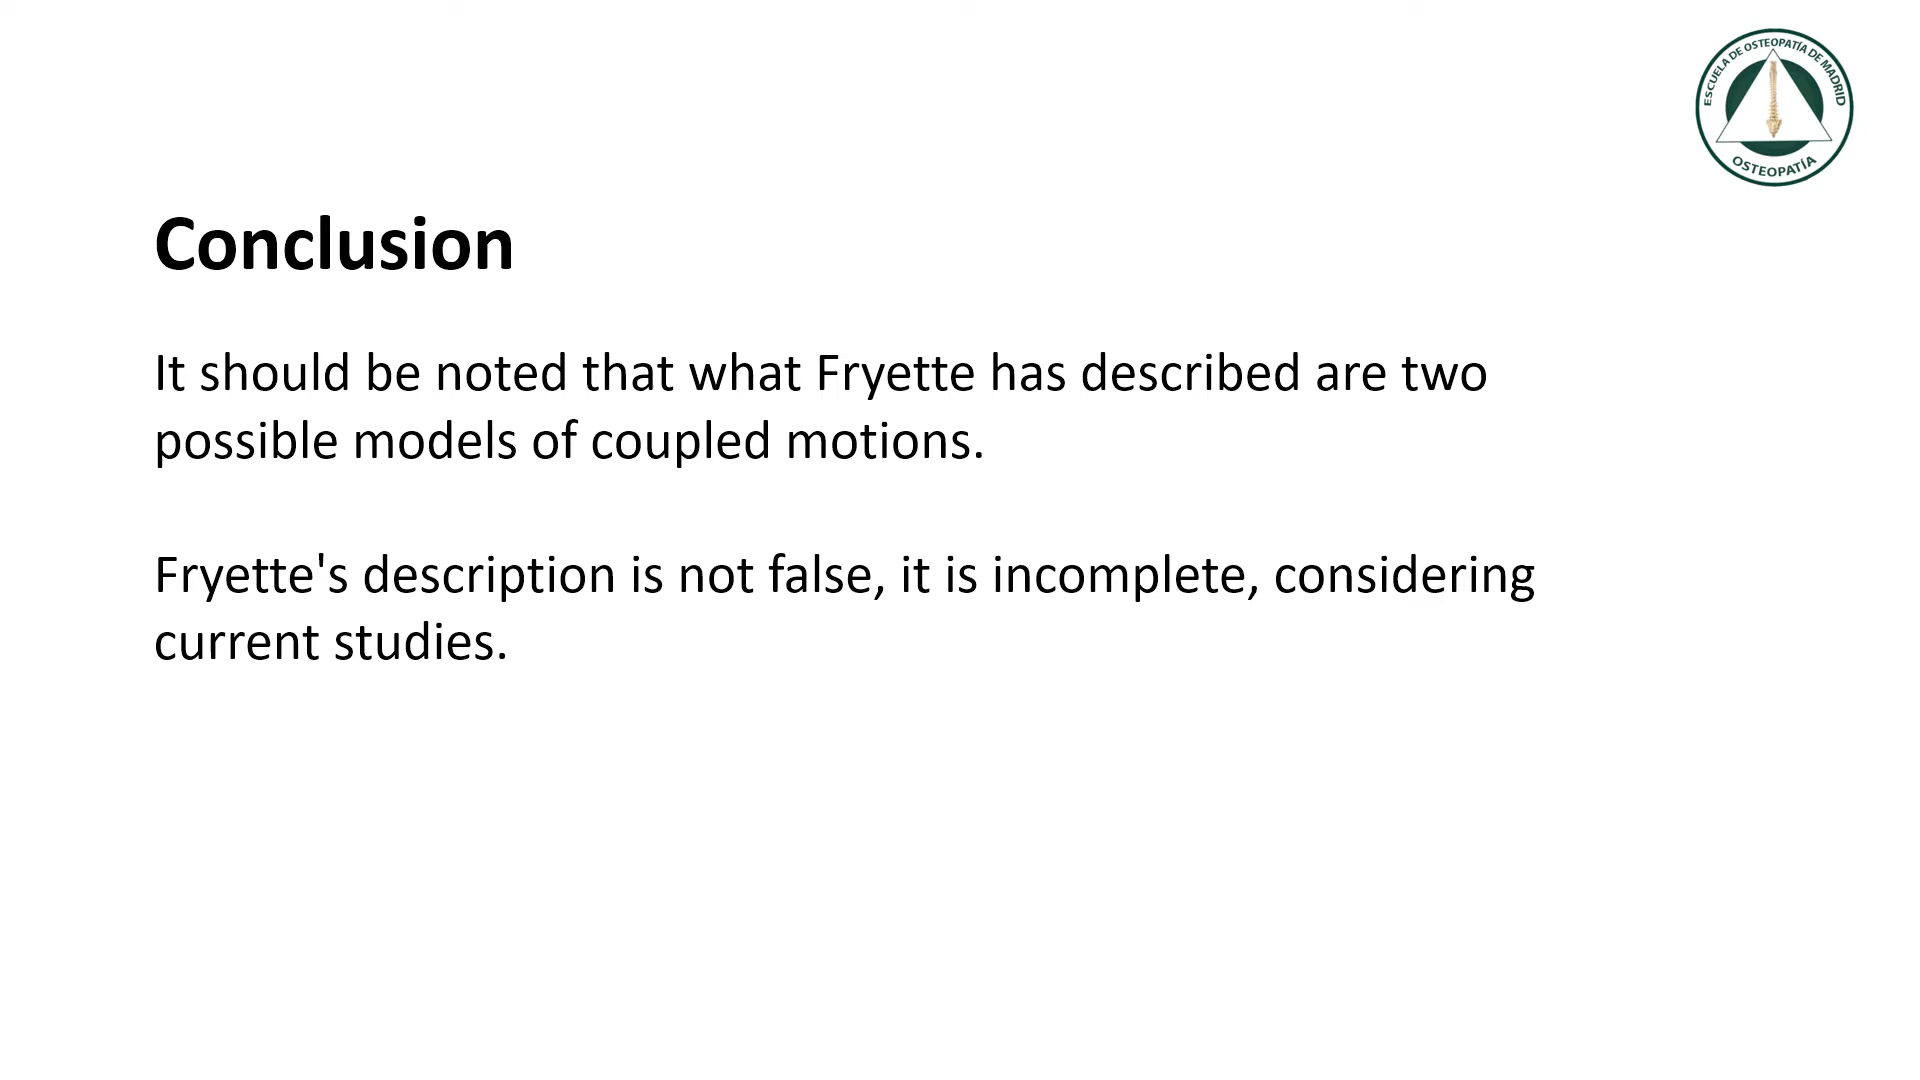 ESCUELA DE OSTEOPATÍA DE MADRID
OSTEOPATÍA
Conclusion
It should be noted that what Fryette has described are two
possible models of coupled motions.
Fryette's description is not false, it is incomplete, considering
current studies.